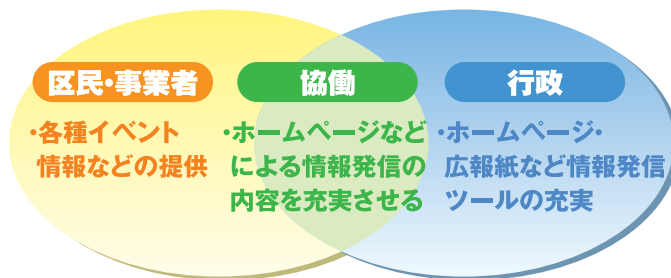 区民・事業者
・各種イベント
情報などの提供
協働
・ホームページなど
による情報発信の
内容を充実させる
行政
・ホームページ・
広報紙など情報発信
ツールの充実